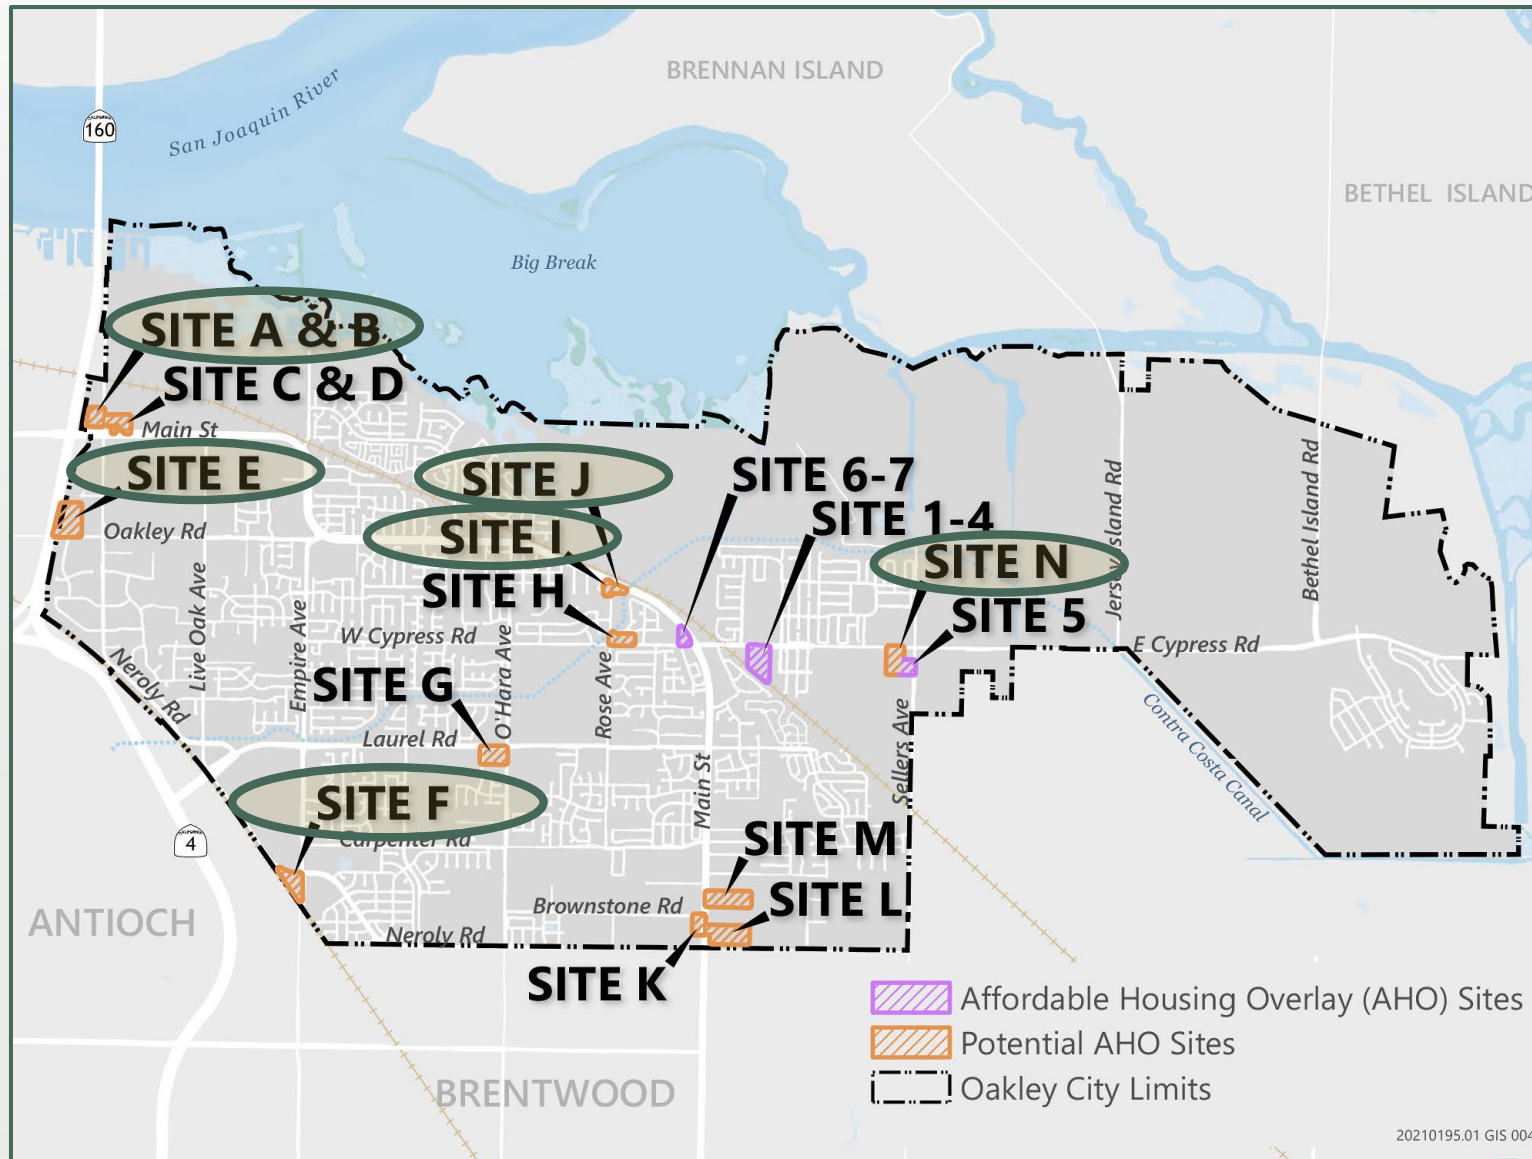 BRENNAN ISLAND
San Joaquin River
CALIFORNIA
160
BETHEL ISLAND
Big Break
SITE A & B
SITE C & D
Main St
SITE E
SITE J
SITE 6-7
SITE 1-4
Oakley Rd
SITE I
SITE N
Jersey Island Rd
Bethel Island Rd
SITE H
SITE 5
Live Oak Ave
Empire Ave
W Cypress Rd
O'Hara Ave
Rose Ave
E Cypress Rd
Neroly Rd
SITE G
Laurel Rd
Main St
Sellers Ave
Contra Costa Canal
SITE F
CALIFORNIA
4
Carpenter Rd
SITE M
SITE L
Brownstone Rd
ANTIOCH
Neroly Rd
SITE K
Affordable Housing Overlay (AHO) Sites
Potential AHO Sites
Oakley City Limits
BRENTWOOD
20210195.01 GIS 004